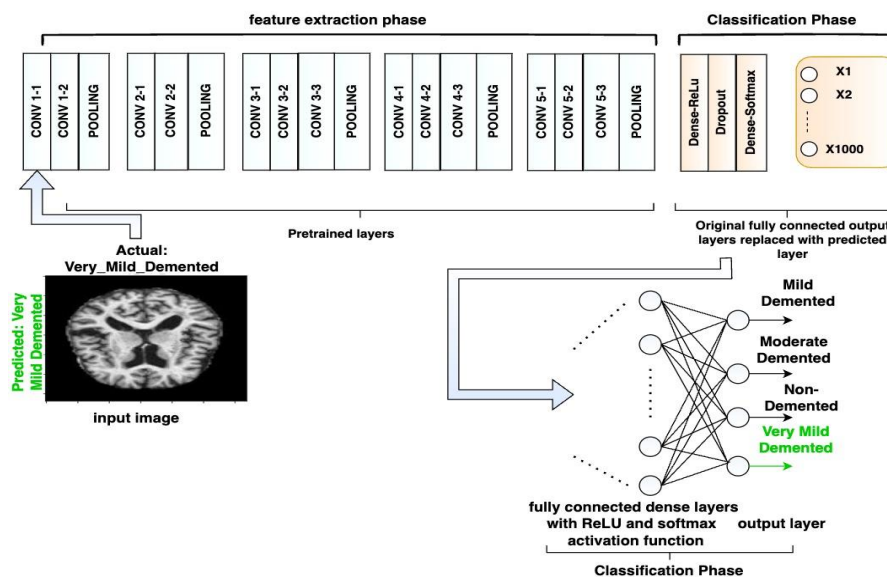 feature extraction phase
Classification Phase
CONV 1-1
CONV 1-2
POOLING
CONV 2-1
CONV 2-2
POOLING
CONV 3-1
CONV 3-2
CONV 3-3
POOLING
CONV 4-1
CONV 4-2
CONV 4-3
POOLING
CONV 5-1
CONV 5-2
CONV 5-3
POOLING
Dense-ReLu
Dropout
Dense-Softmax
X1
X2
X1000
Pretrained layers
Original fully connected output
layers replaced with predicted
layer
Actual:
Very_Mild_Demented
Predicted: Very
Mild Demented
input image
Mild
Demented
Moderate
Demented
Non-
Demented
Very Mild
Demented
fully connected dense layers
with ReLU and softmax
activation function
output layer
Classification Phase